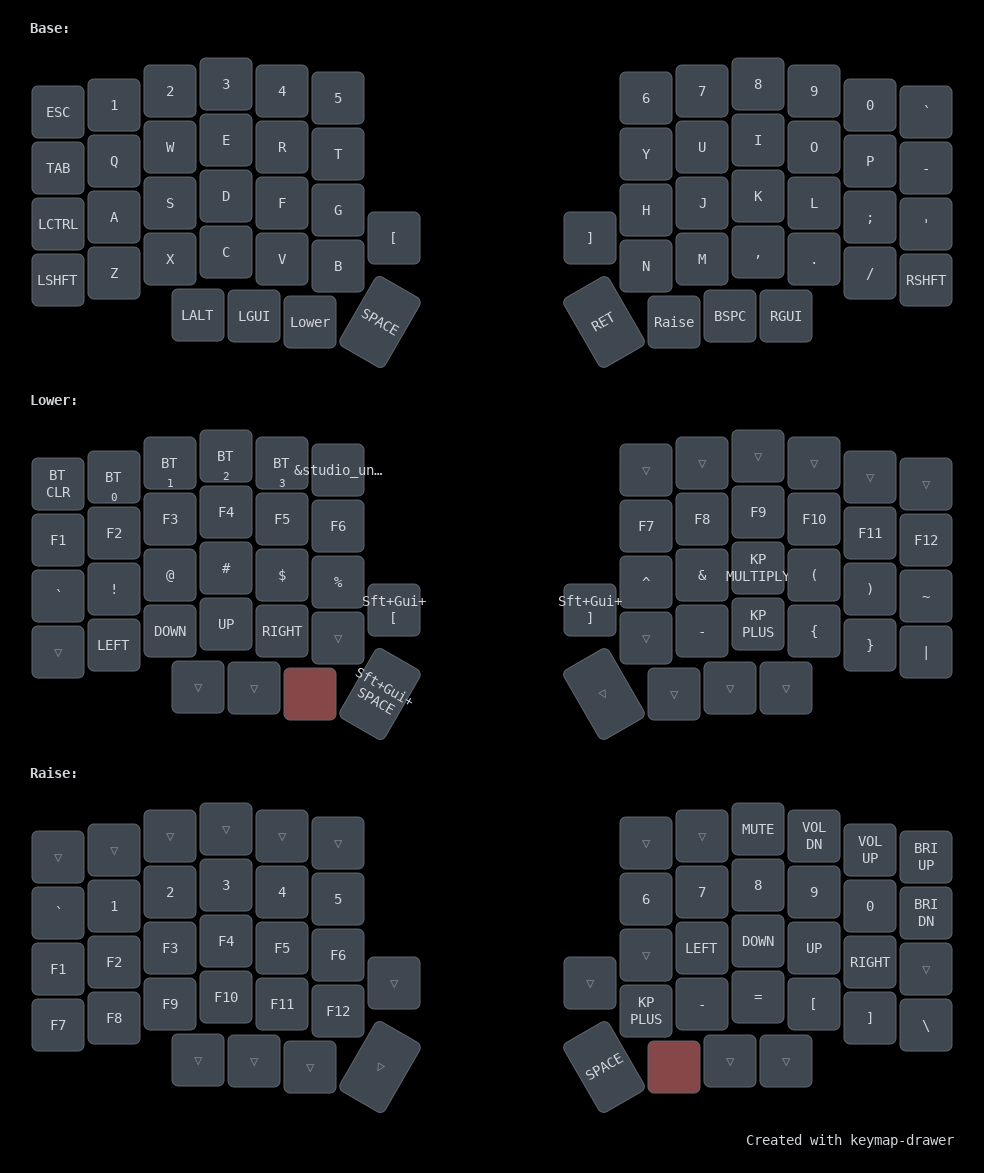 Base:
ESC 1 2 3 4 5 6 7 8 9 0 `
TAB Q W E R T Y U I O P -
LCTRL A S D F G H J K L ; '
[ ]
LSHFT Z X C V B N M , . / RSHFT
LALT LGUI Lower SPACE RET Raise BSPC RGUI
Lower:
BT CLR BT 0 BT 1 BT 2 BT 3 &studio_un… ▽ ▽ ▽ ▽ ▽ ▽
F1 F2 F3 F4 F5 F6 F7 F8 F9 F10 F11 F12
` ! @ # $ % ^ & KP MULTIPLY ( ) ~
Sft+Gui+ [ Sft+Gui+ ]
▽ LEFT DOWN UP RIGHT ▽ ▽ - KP PLUS { } |
▽ ▽ Sft+Gui+ SPACE ▽ ▽ ▽ ▽
Raise:
▽ ▽ ▽ ▽ ▽ ▽ ▽ ▽ MUTE VOL DN VOL UP BRI UP
` 1 2 3 4 5 6 7 8 9 0 BRI DN
F1 F2 F3 F4 F5 F6 ▽ LEFT DOWN UP RIGHT ▽
▽ ▽
F7 F8 F9 F10 F11 F12 KP PLUS - = [ ] \
▽ ▽ ▽ ▽ SPACE ▽ ▽
Created with keymap-drawer